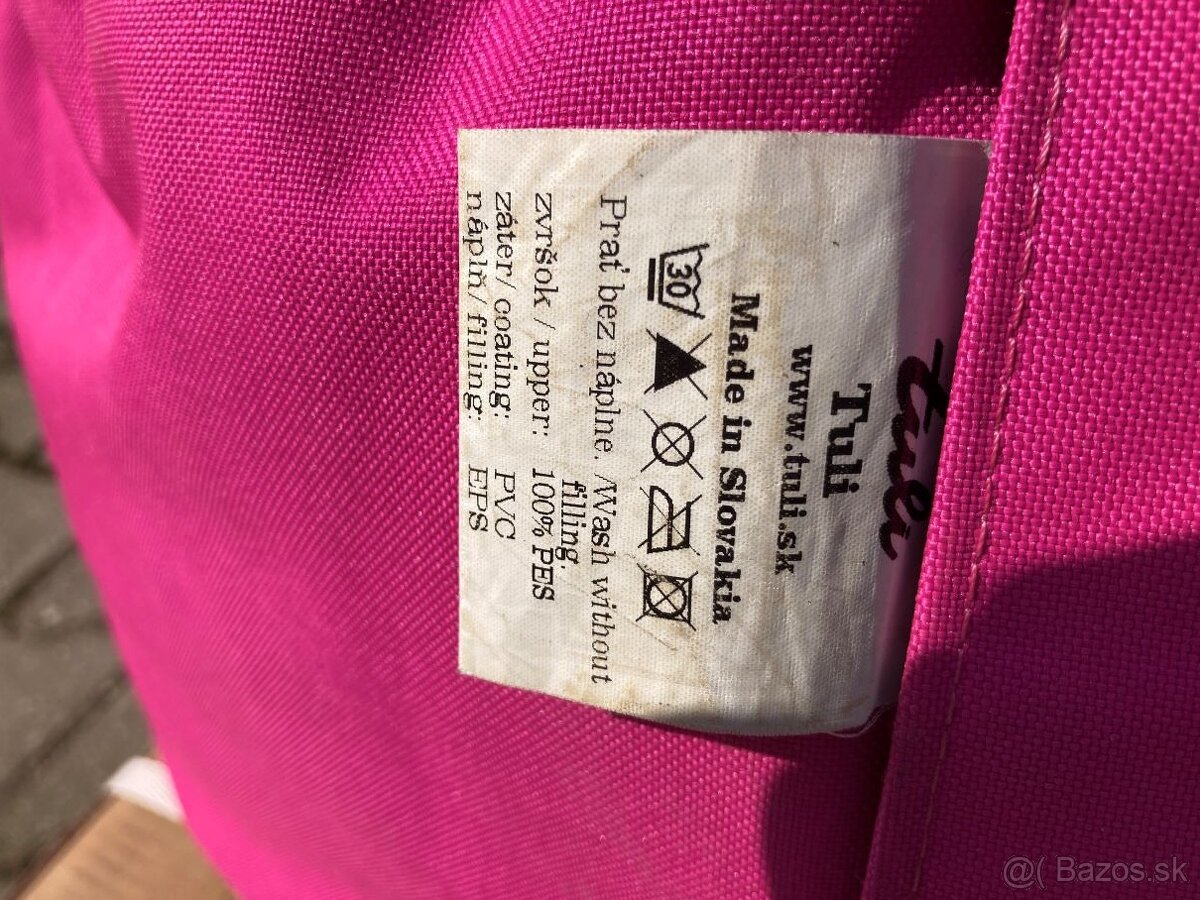 tuli
Tuli
www.tuli.sk
Made in Slovakia
30
Prať bez náplne. /Wash without
filling.
zvršok / upper: 100% PES
záter/ coating: PVC
náplň/ filling: EPS
@( Bazos.sk